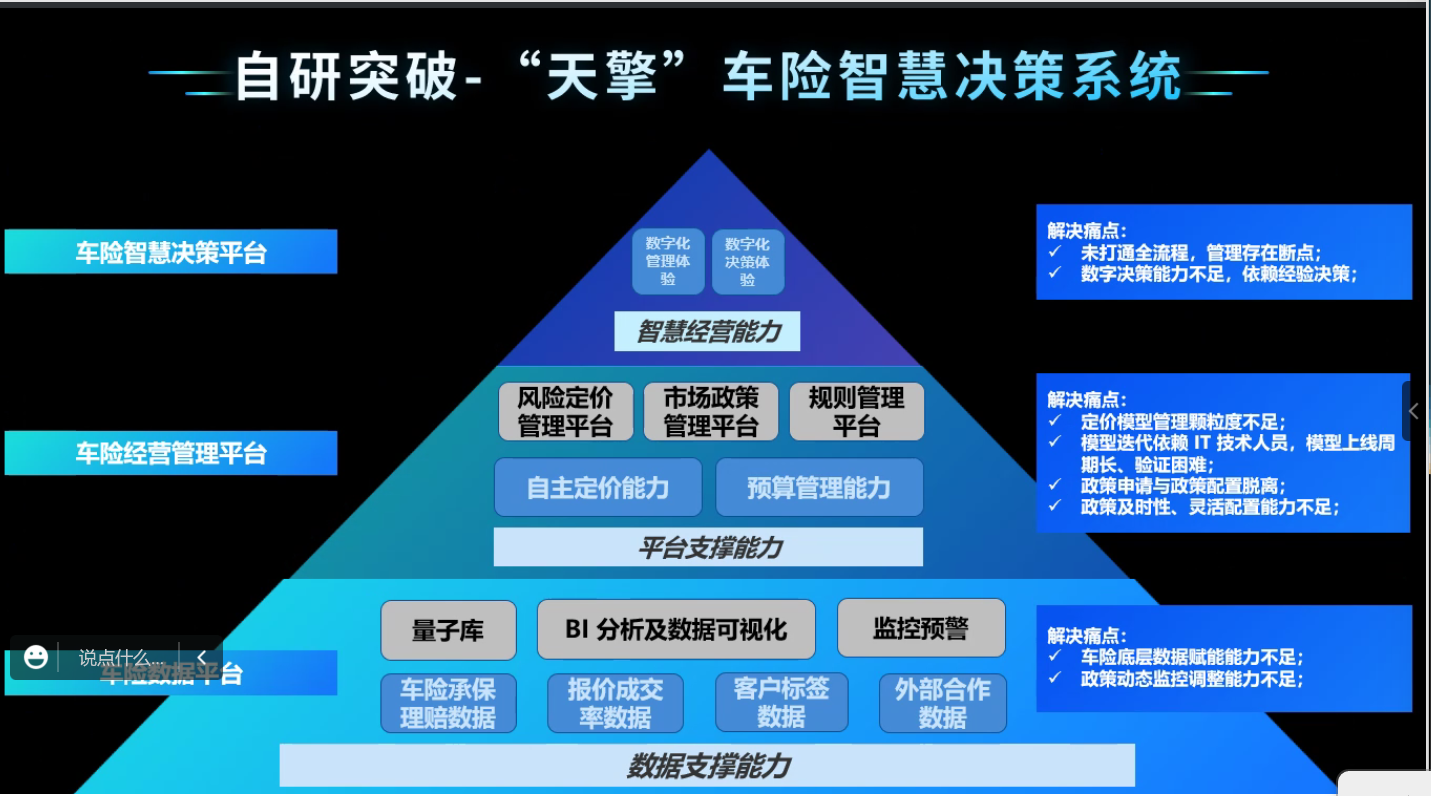 自研突破-“天擎”车险智慧决策系统
车险智慧决策平台
数字化
管理体
验
数字化
决策体
验
智慧经营能力
解决痛点：
✓ 未打通全流程，管理存在断点；
✓ 数字决策能力不足，依赖经验决策；
车险经营管理平台
风险定价
管理平台
市场政策
管理平台
规则管理
平台
自主定价能力
预算管理能力
平台支撑能力
解决痛点：
✓ 定价模型管理颗粒度不足；
✓ 模型迭代依赖 IT 技术人员，模型上线周
期长、验证困难；
✓ 政策申请与政策配置脱离；
✓ 政策及时性、灵活配置能力不足；
说点什么...
车险数据平台
量子库
BI 分析及数据可视化
监控预警
车险承保
理赔数据
报价成交
率数据
客户标签
数据
外部合作
数据
数据支撑能力
解决痛点：
✓ 车险底层数据赋能能力不足；
✓ 政策动态监控调整能力不足；